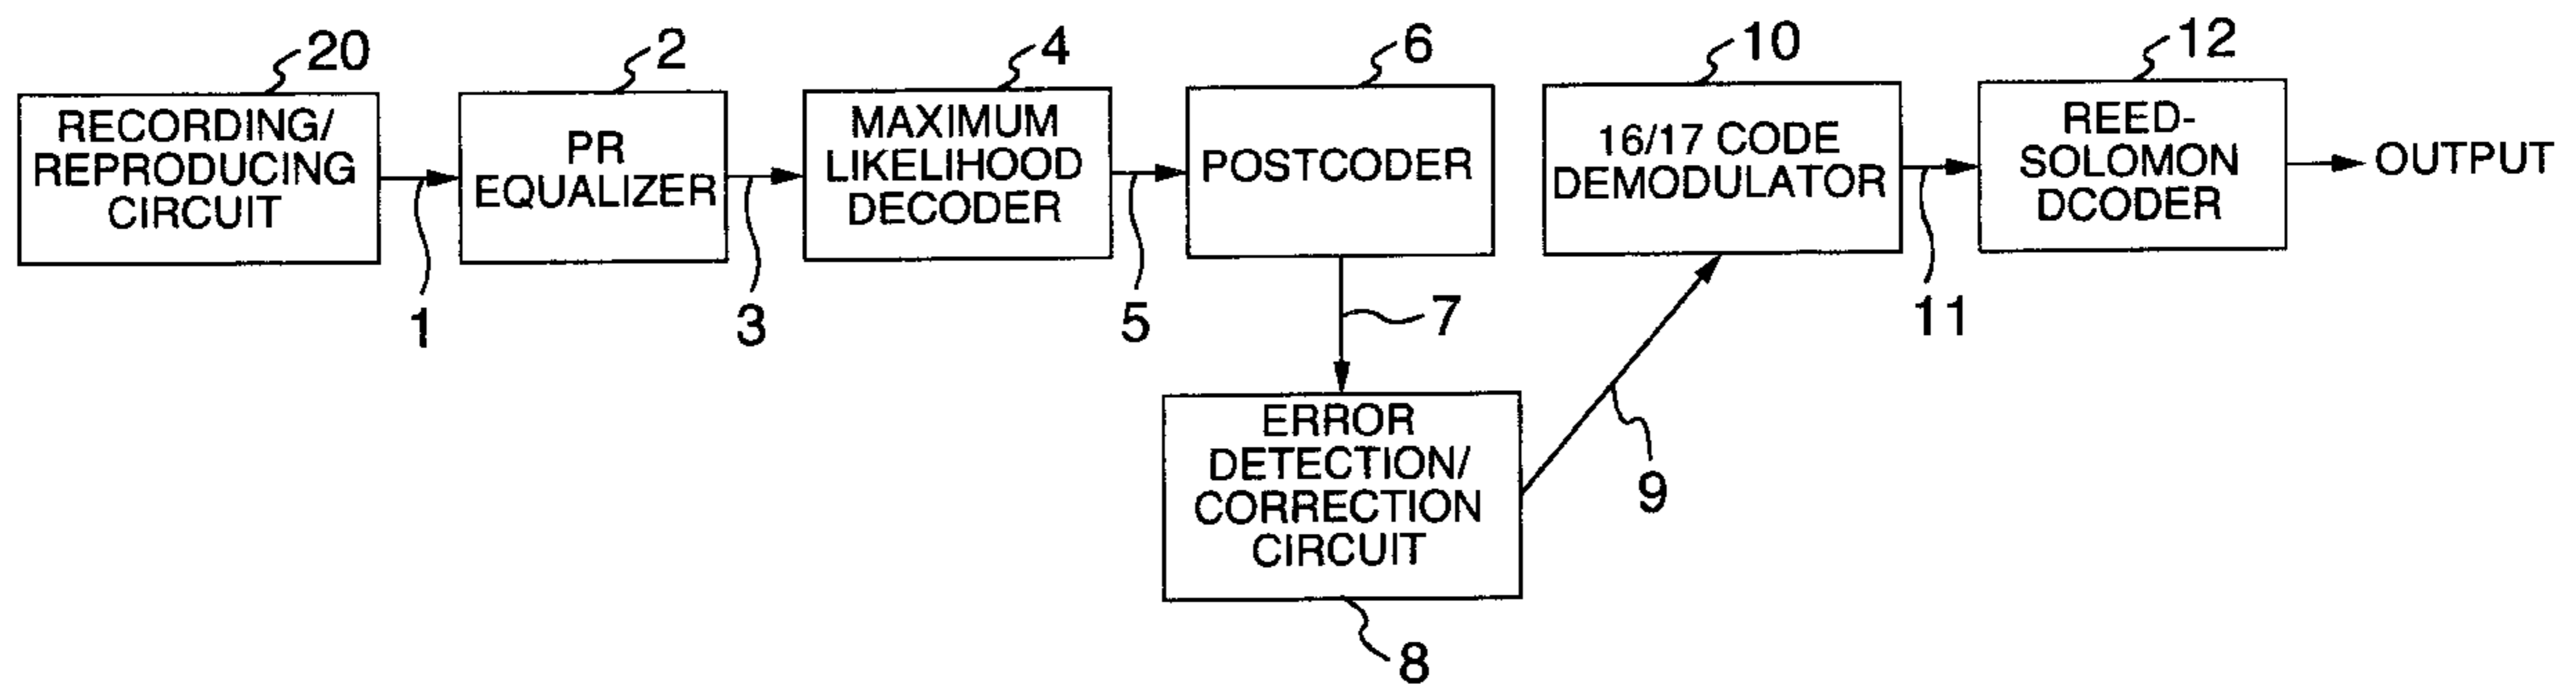 20
RECORDING/
REPRODUCING
CIRCUIT
1
2
PR
EQUALIZER
3
4
MAXIMUM
LIKELIHOOD
DECODER
5
6
POSTCODER
7
ERROR
DETECTION/
CORRECTION
CIRCUIT
8
9
10
16/17 CODE
DEMODULATOR
11
12
REED-
SOLOMON
DCODER
OUTPUT